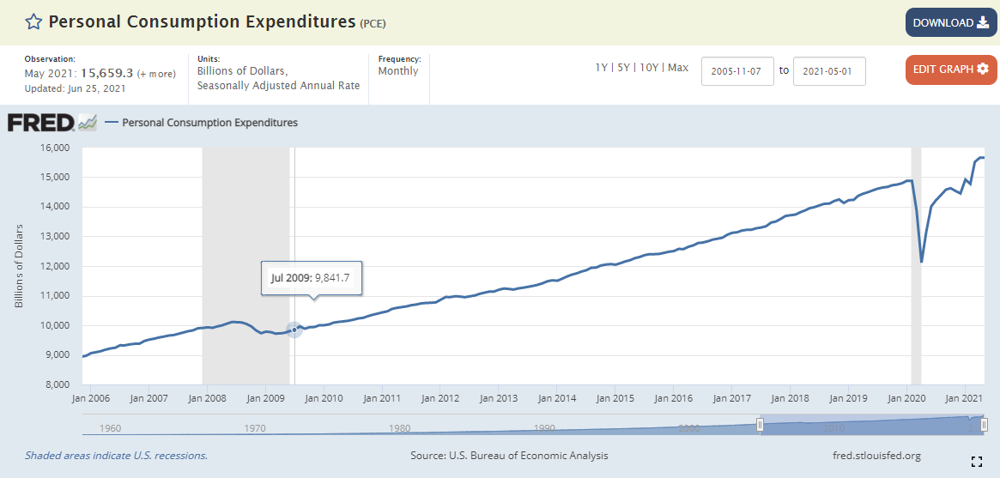 Personal Consumption Expenditures (PCE)
DOWNLOAD
Observation:
May 2021: 15,659.3 (+ more)
Updated: Jun 25, 2021
Units:
Billions of Dollars,
Seasonally Adjusted Annual Rate
Frequency:
Monthly
1Y | 5Y | 10Y | Max
2005-11-07 to 2021-05-01
EDIT GRAPH
FRED
Personal Consumption Expenditures
Billions of Dollars
16,000
15,000
14,000
13,000
12,000
11,000
10,000
9,000
8,000
Jul 2009: 9,841.7
Jan 2006 Jan 2007 Jan 2008 Jan 2009 Jan 2010 Jan 2011 Jan 2012 Jan 2013 Jan 2014 Jan 2015 Jan 2016 Jan 2017 Jan 2018 Jan 2019 Jan 2020 Jan 2021
1960 1970 1980 1990 2000 2010
Shaded areas indicate U.S. recessions.
Source: U.S. Bureau of Economic Analysis
fred.stlouisfed.org